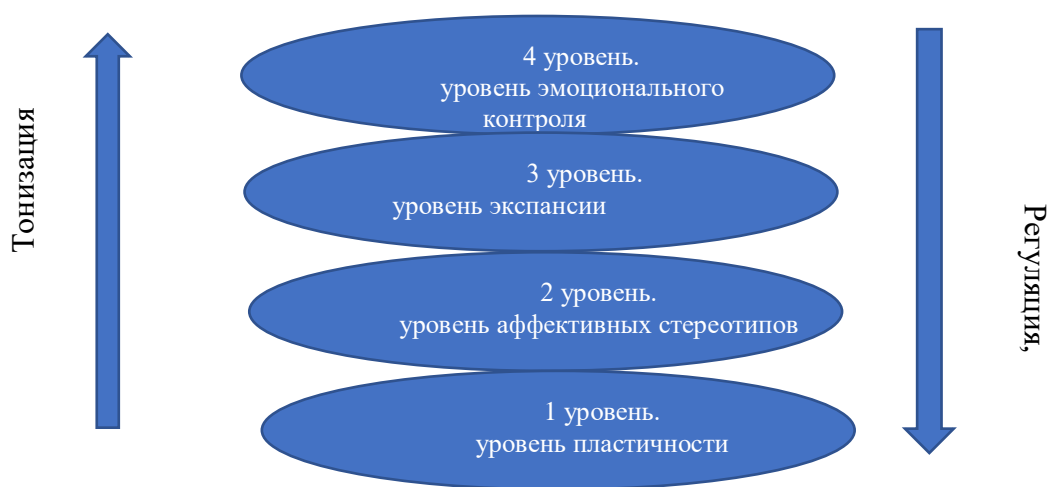 Тонизация
4 уровень.
уровень эмоционального
контроля
3 уровень.
уровень экспансии
2 уровень.
уровень аффективных стереотипов
1 уровень.
уровень пластичности
Регуляция,